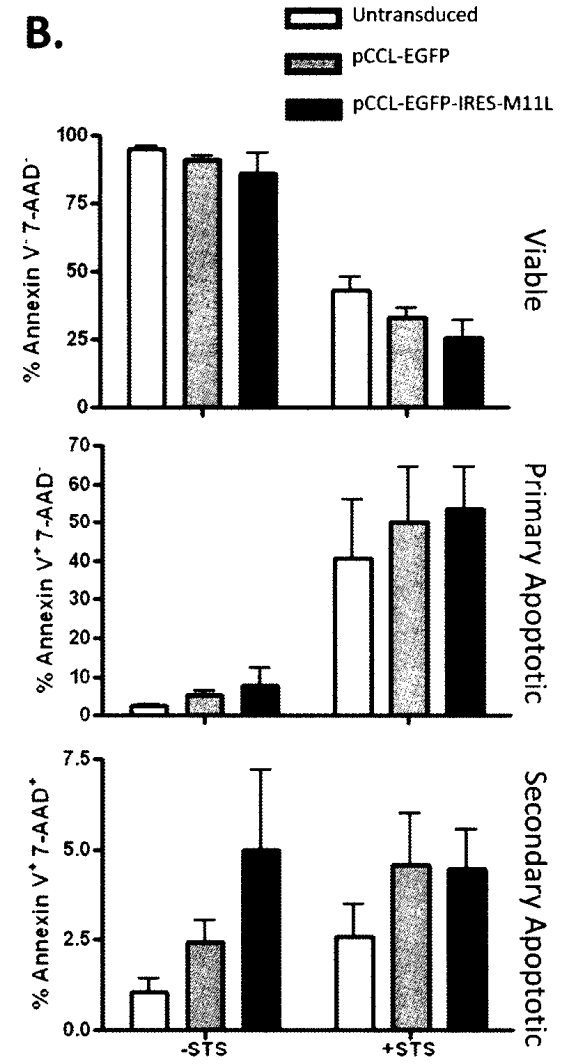 B.
Untransduced
pCCL-EGFP
pCCL-EGFP-IRES-M11L
% Annexin V⁻ 7-AAD⁻
100
75
50
25
0
Viable
% Annexin V⁺ 7-AAD⁻
70
60
50
40
30
20
10
0
Primary Apoptotic
% Annexin V⁺ 7-AAD⁺
7.5
5.0
2.5
0.0
Secondary Apoptotic
-STS
+STS